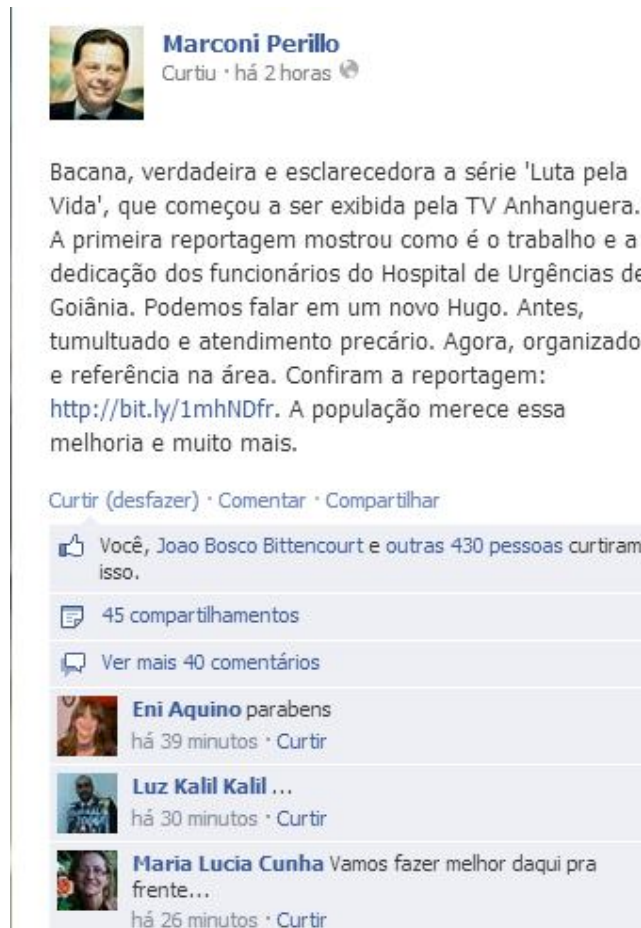 Marconi Perillo
Curtiu · há 2 horas
Bacana, verdadeira e esclarecedora a série 'Luta pela
Vida', que começou a ser exibida pela TV Anhanguera.
A primeira reportagem mostrou como é o trabalho e a
dedicação dos funcionários do Hospital de Urgências de
Goiânia. Podemos falar em um novo Hugo. Antes,
tumultuado e atendimento precário. Agora, organizado
e referência na área. Confiram a reportagem:
http://bit.ly/1mhNDfr. A população merece essa
melhoria e muito mais.
Curtir (desfazer) · Comentar · Compartilhar
Você, Joao Bosco Bittencourt e outras 430 pessoas curtiram
isso.
45 compartilhamentos
Ver mais 40 comentários
Eni Aquino parabens
há 39 minutos · Curtir
Luz Kalil Kalil ...
há 30 minutos · Curtir
Maria Lucia Cunha Vamos fazer melhor daqui pra
frente...
há 26 minutos · Curtir